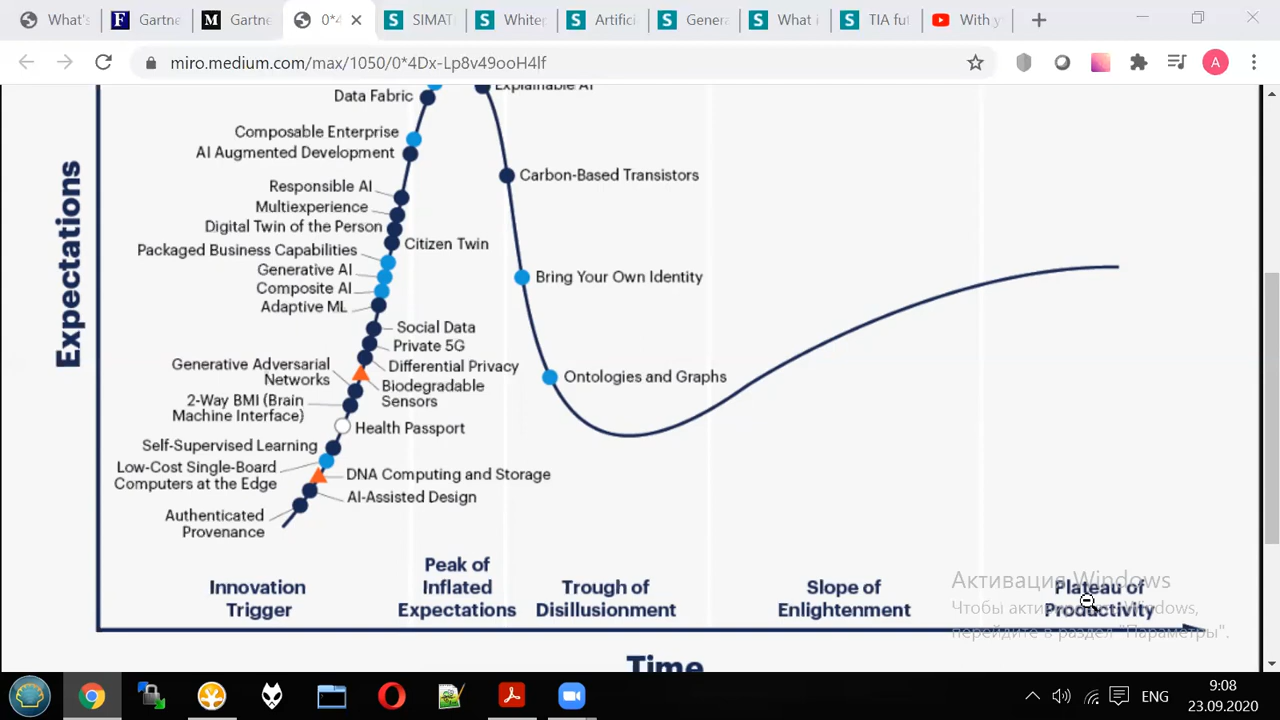 What's
Gartne
Gartne
0*4
SIMAT
Whitep
Artific
Genera
What
TIA fu
With y
miro.medium.com/max/1050/0*4Dx-Lp8v49ooH4lf
A
Expectations
Data Fabric
Explainable AI
Composable Enterprise
AI Augmented Development
Carbon-Based Transistors
Responsible AI
Multiexperience
Digital Twin of the Person
Citizen Twin
Packaged Business Capabilities
Generative AI
Bring Your Own Identity
Composite AI
Adaptive ML
Social Data
Private 5G
Generative Adversarial
Networks
Differential Privacy
Biodegradable
Sensors
Ontologies and Graphs
2-Way BMI (Brain
Machine Interface)
Health Passport
Self-Supervised Learning
Low-Cost Single-Board
Computers at the Edge
DNA Computing and Storage
AI-Assisted Design
Authenticated
Provenance
Innovation
Trigger
Peak of
Inflated
Expectations
Trough of
Disillusionment
Slope of
Enlightenment
Plateau of
Productivity
Активация Windows
Чтобы активировать Windows,
перейдите в раздел "Параметры".
Time
ENG
9:08
23.09.2020